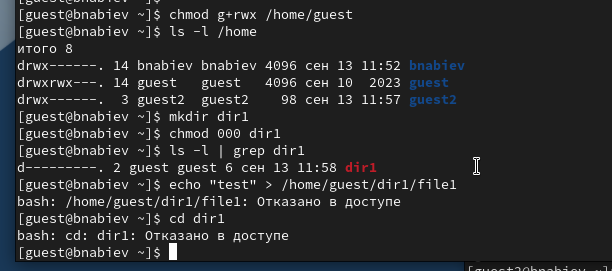 [guest@bnabiev ~]$ chmod g+rwx /home/guest
[guest@bnabiev ~]$ ls -l /home
итого 8
drwx------. 14 bnabiev bnabiev 4096 сен 13 11:52 bnabiev
drwxrwx---. 14 guest   guest   4096 сен 10  2023 guest
drwx------.  3 guest2  guest2    98 сен 13 11:57 guest2
[guest@bnabiev ~]$ mkdir dir1
[guest@bnabiev ~]$ chmod 000 dir1
[guest@bnabiev ~]$ ls -l | grep dir1
d---------. 2 guest guest 6 сен 13 11:58 dir1
[guest@bnabiev ~]$ echo "test" > /home/guest/dir1/file1
bash: /home/guest/dir1/file1: Отказано в доступе
[guest@bnabiev ~]$ cd dir1
bash: cd: dir1: Отказано в доступе
[guest@bnabiev ~]$